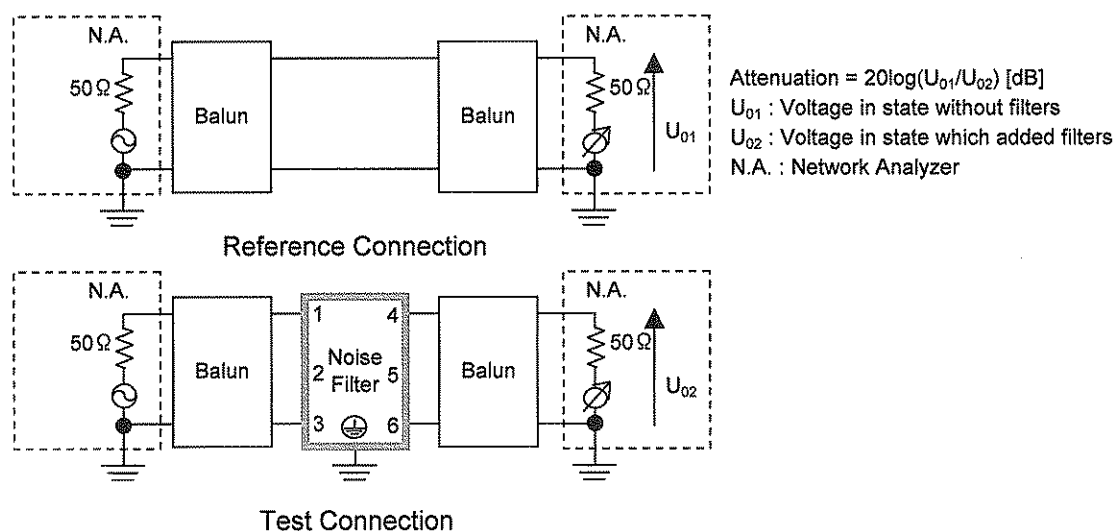 N.A.
50Ω
Balun
Balun
N.A.
50Ω
U01
Attenuation = 20log(U01/U02) [dB]
U01 : Voltage in state without filters
U02 : Voltage in state which added filters
N.A. : Network Analyzer
Reference Connection
N.A.
50Ω
Balun
1 4
2 Noise 5
Filter
3 6
Balun
N.A.
50Ω
U02
Test Connection